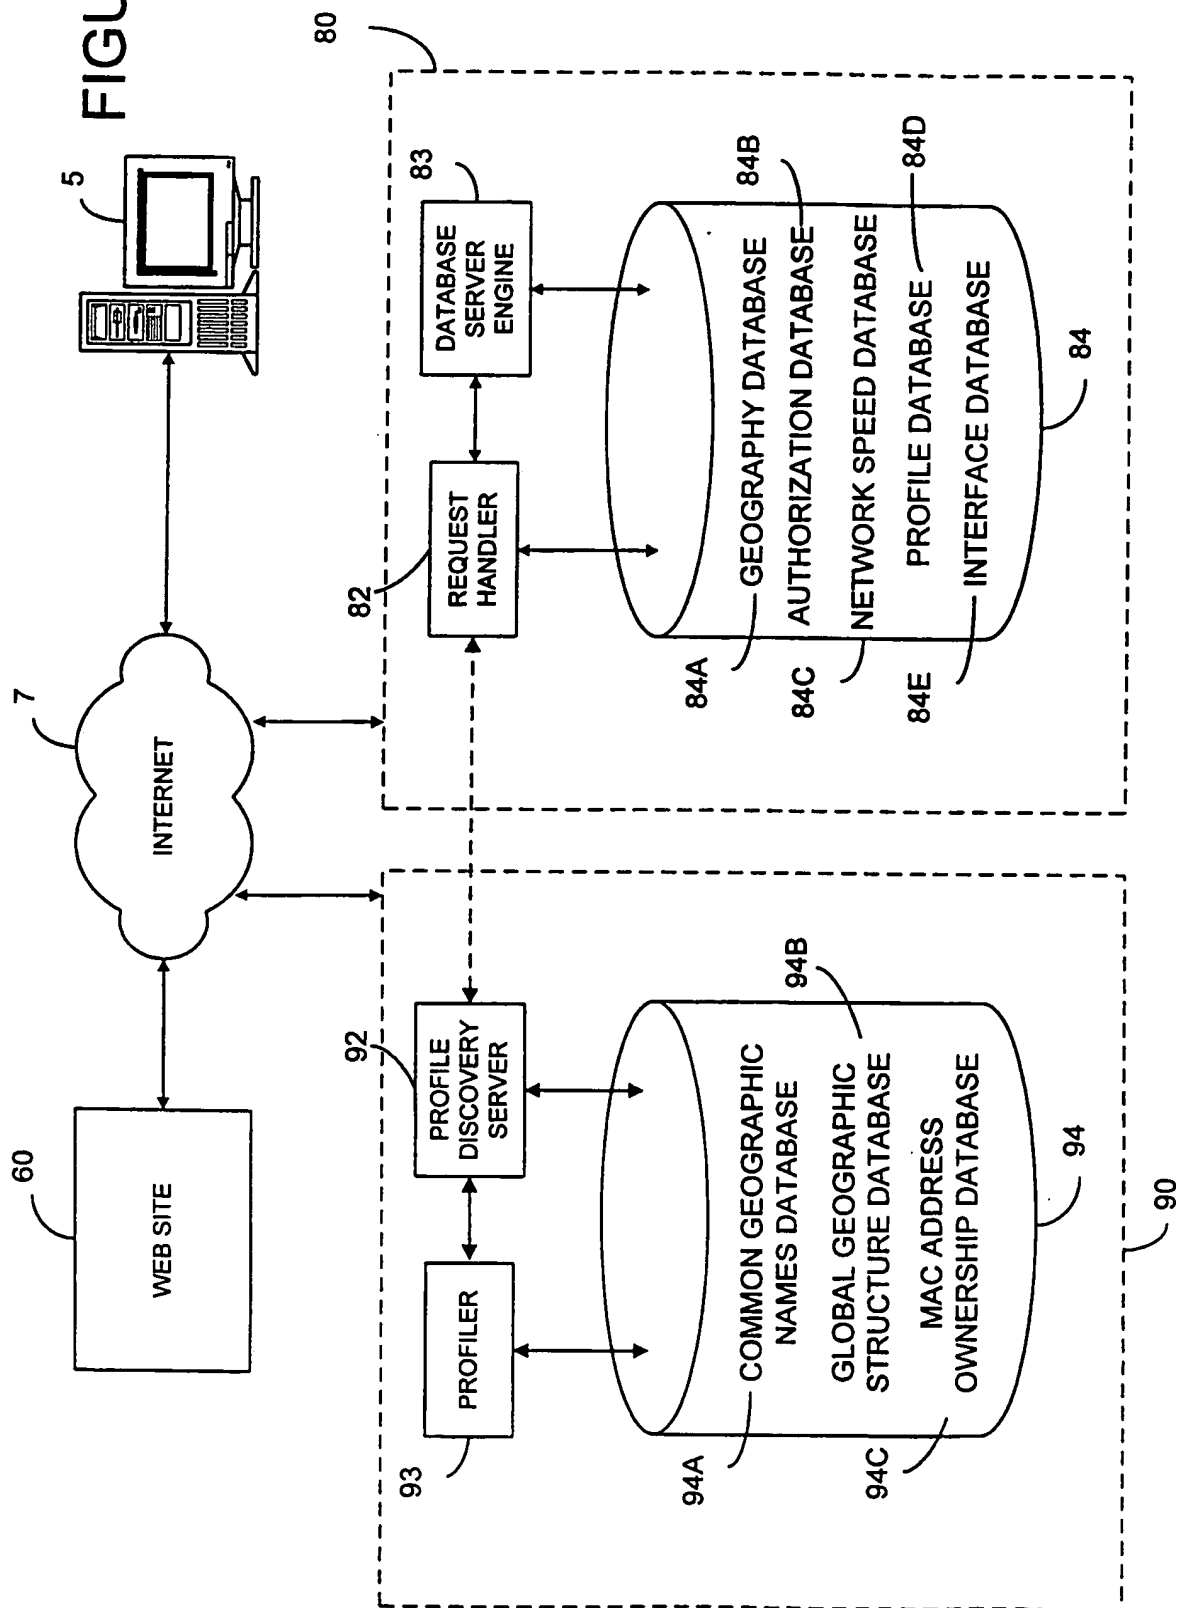 FIGU
60
7
5
WEB SITE
INTERNET
80
93
92
82
83
PROFILER
PROFILE
DISCOVERY
SERVER
REQUEST
HANDLER
DATABASE
SERVER
ENGINE
94A
COMMON GEOGRAPHIC
NAMES DATABASE
94B
GLOBAL GEOGRAPHIC
STRUCTURE DATABASE
94C
MAC ADDRESS
OWNERSHIP DATABASE
94
90
84A
GEOGRAPHY DATABASE
84B
AUTHORIZATION DATABASE
84C
NETWORK SPEED DATABASE
84D
PROFILE DATABASE
84E
INTERFACE DATABASE
84